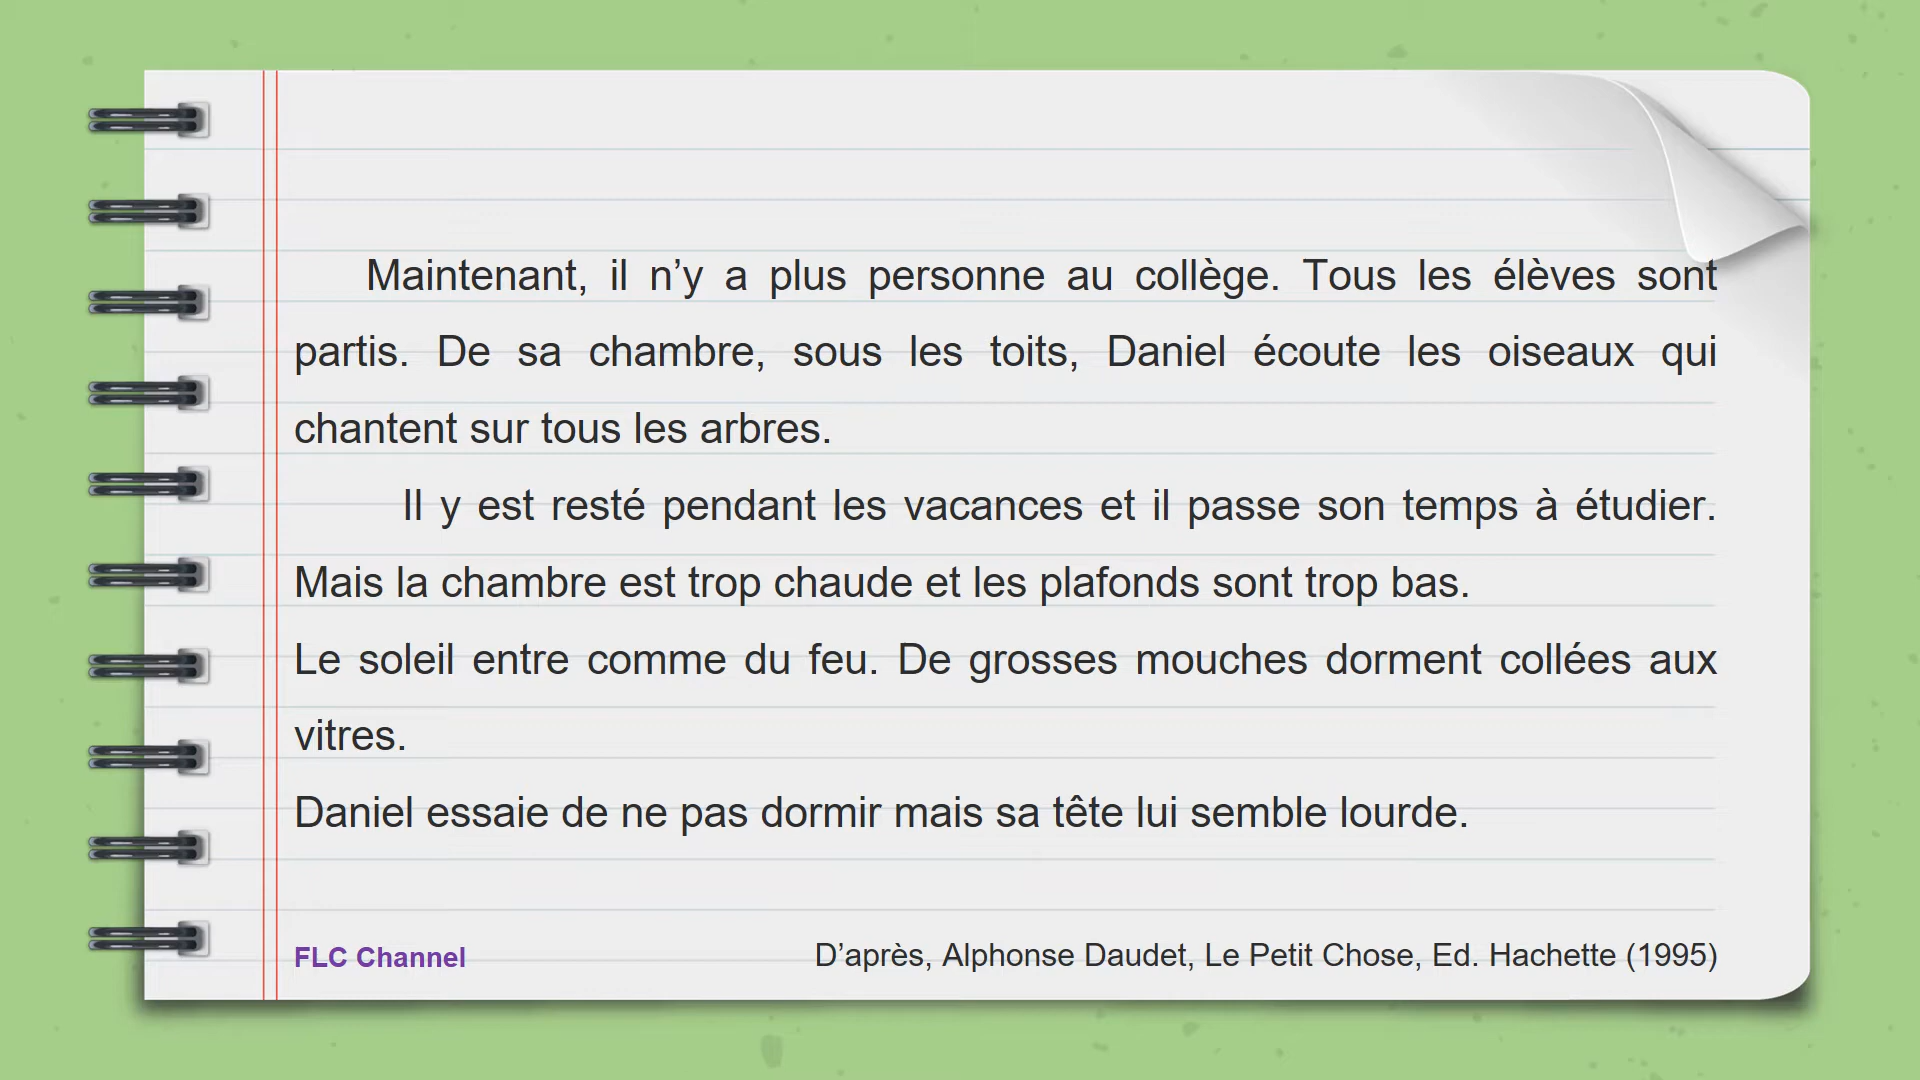 Maintenant, il n’y a plus personne au collège. Tous les élèves sont
partis. De sa chambre, sous les toits, Daniel écoute les oiseaux qui
chantent sur tous les arbres.
Il y est resté pendant les vacances et il passe son temps à étudier.
Mais la chambre est trop chaude et les plafonds sont trop bas.
Le soleil entre comme du feu. De grosses mouches dorment collées aux
vitres.
Daniel essaie de ne pas dormir mais sa tête lui semble lourde.
FLC Channel
D’après, Alphonse Daudet, Le Petit Chose, Ed. Hachette (1995)